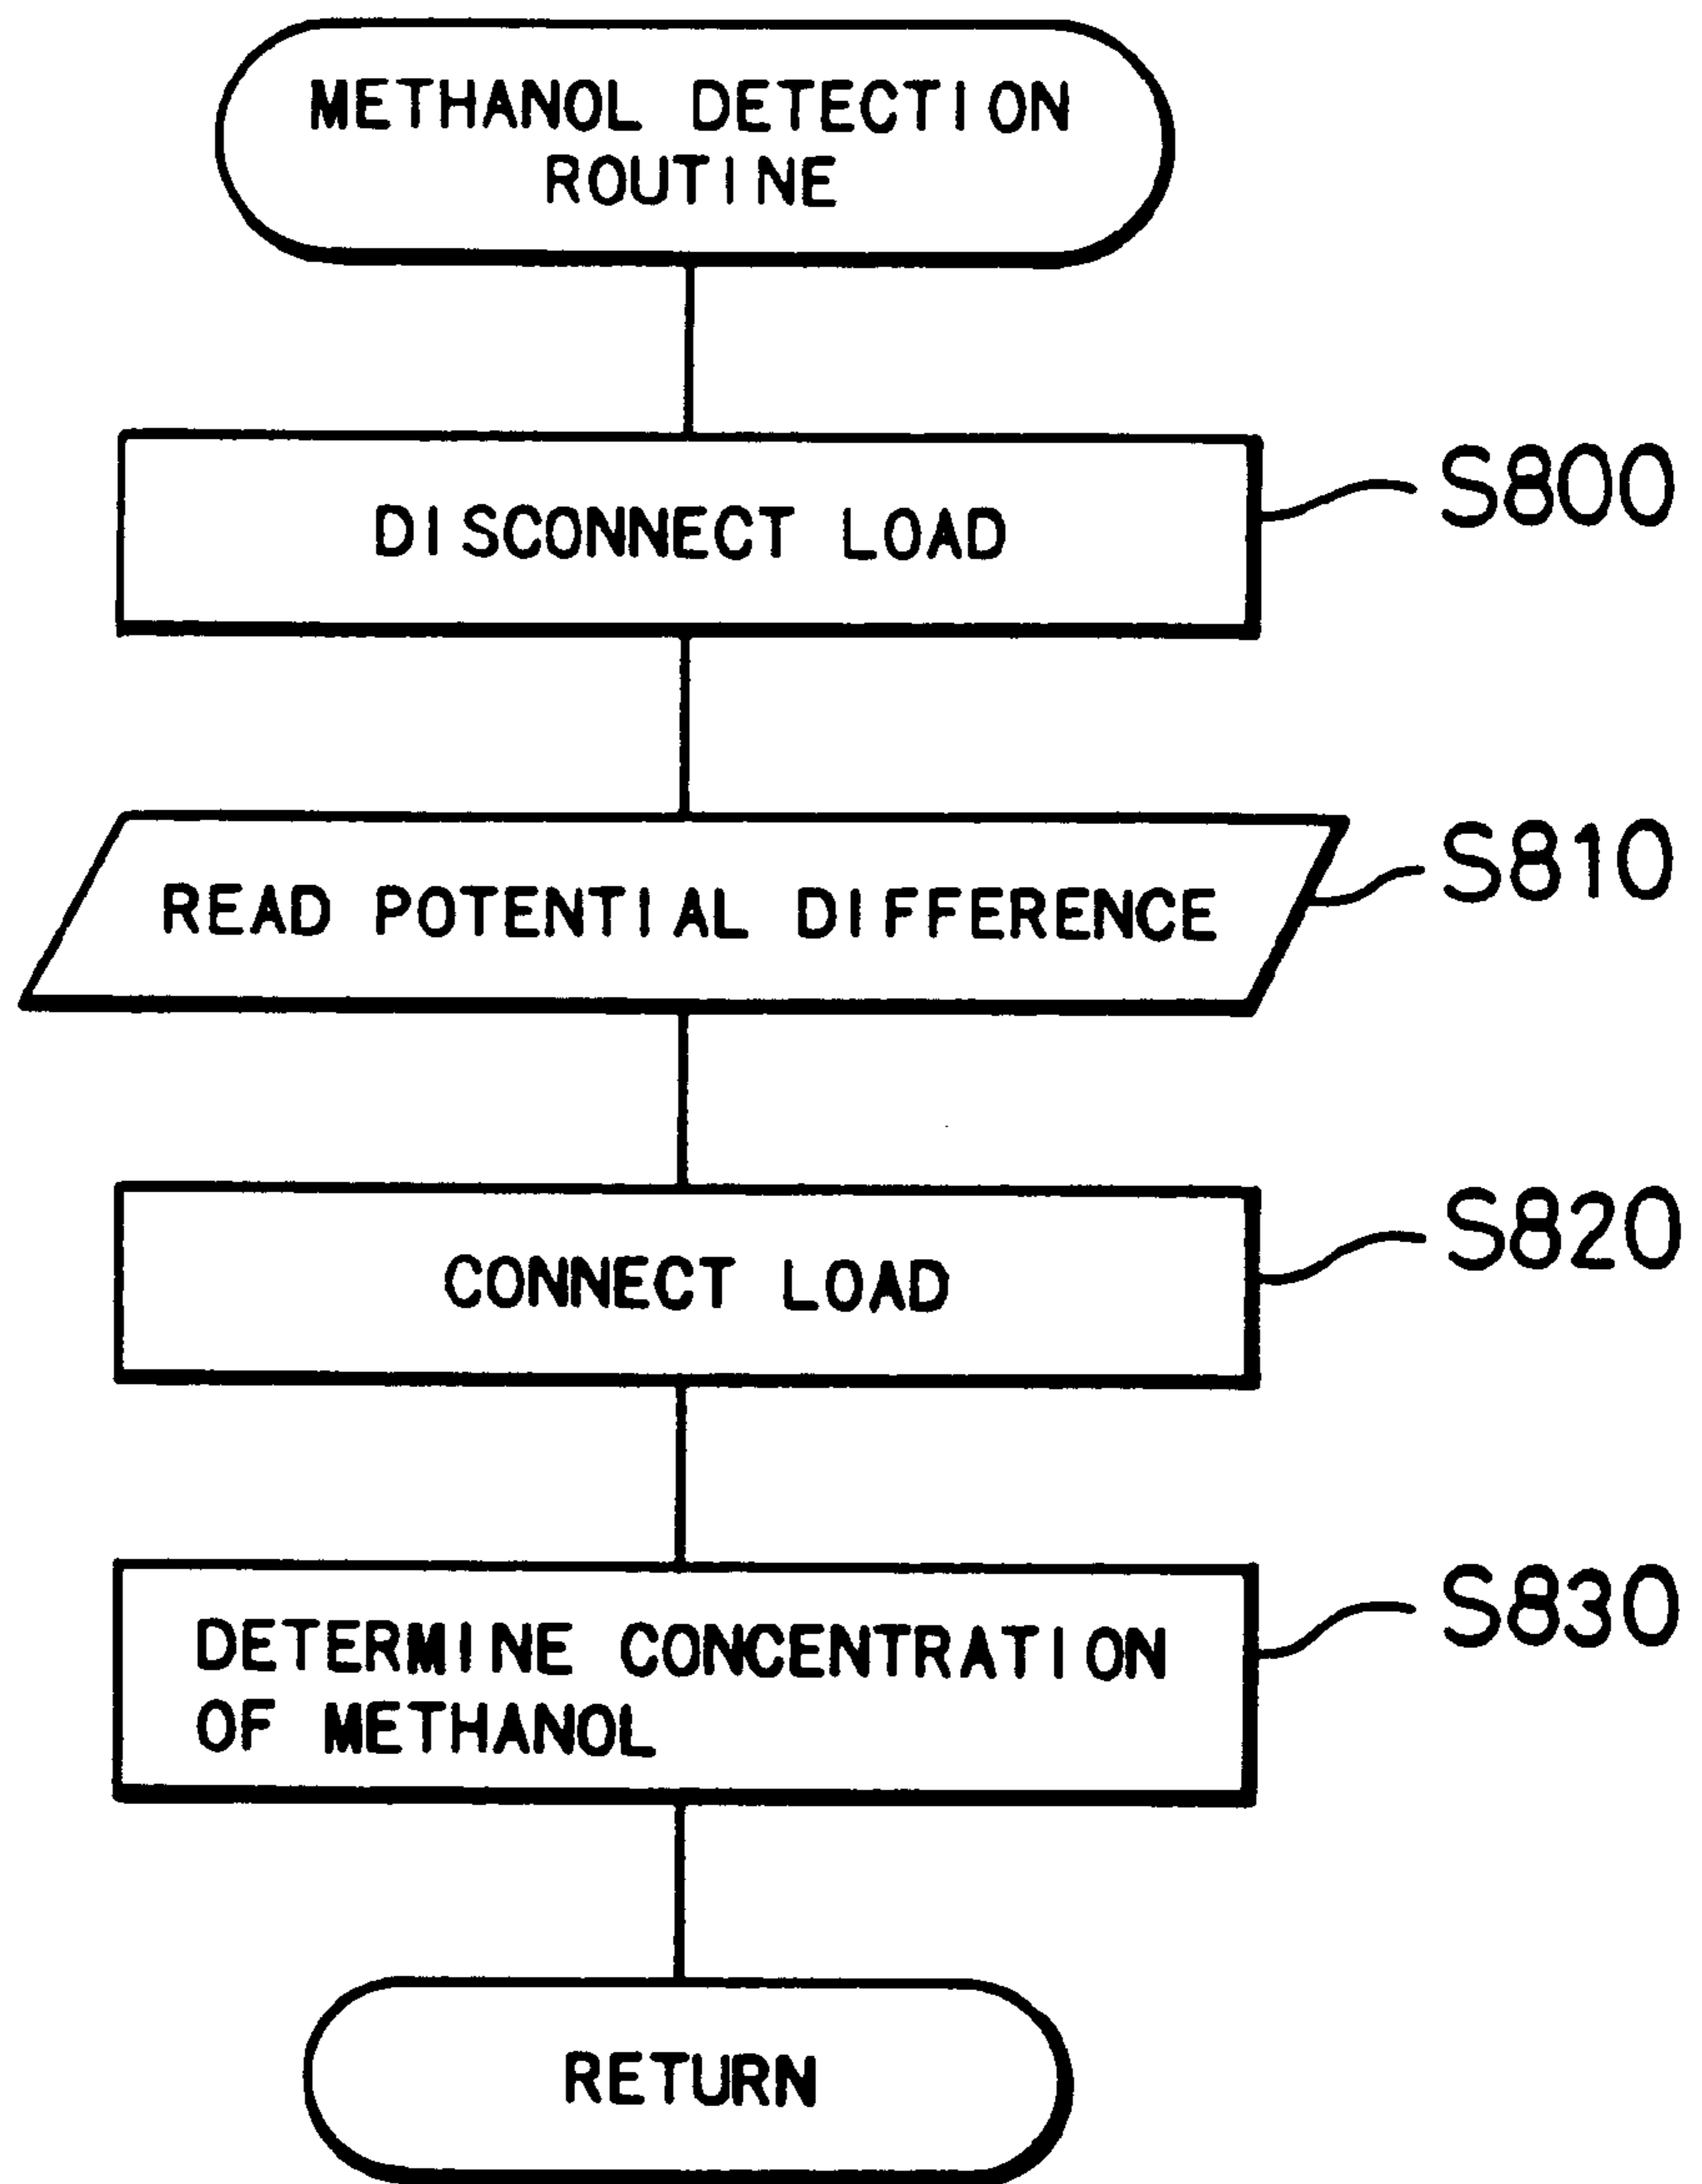 METHANOL DETECTION
ROUTINE
DISCONNECT LOAD
S800
READ POTENTIAL DIFFERENCE
S810
CONNECT LOAD
S820
DETERMINE CONCENTRATION
OF METHANOL
S830
RETURN